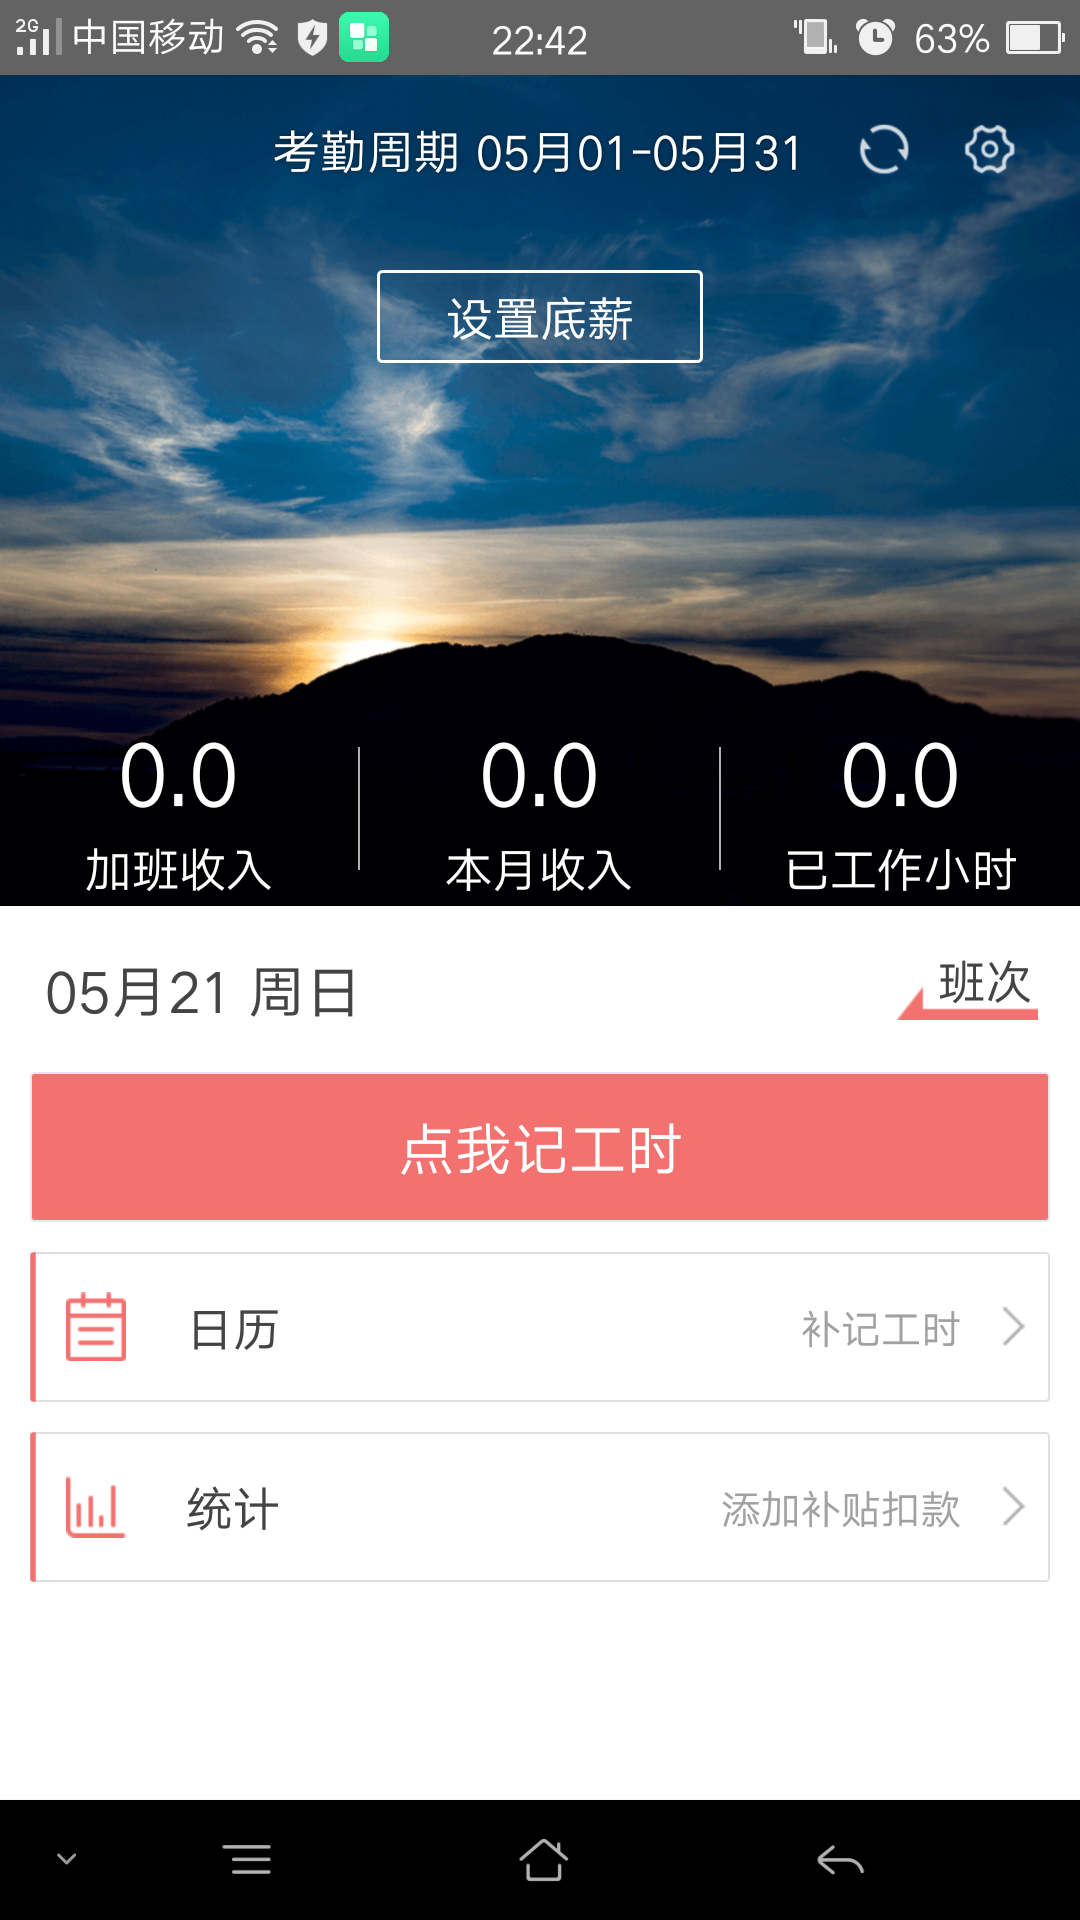 2G 中国移动 22:42 63%
考勤周期 05月01-05月31
设置底薪
0.0 0.0 0.0
加班收入 本月收入 已工作小时
05月21 周日 班次
点我记工时
日历 补记工时
统计 添加补贴扣款